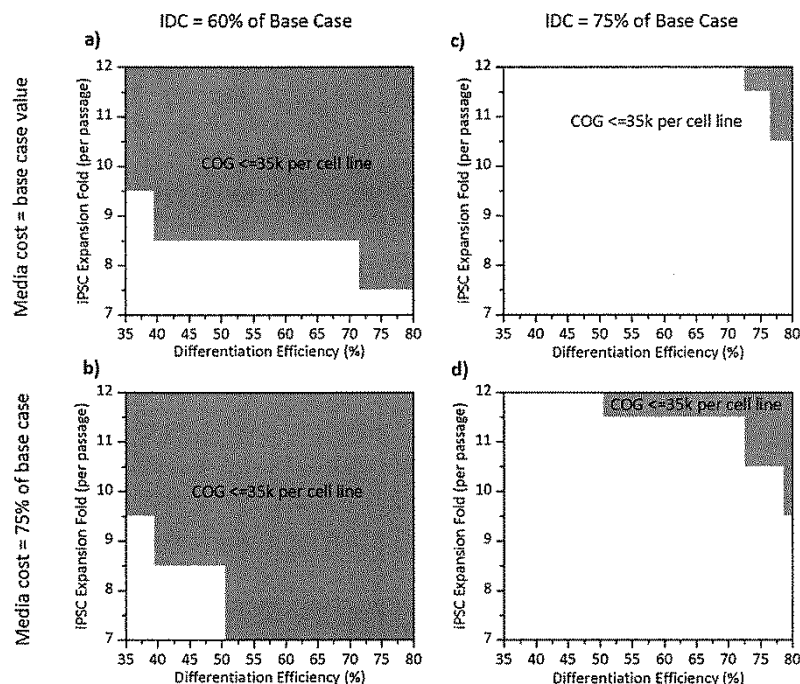 IDC = 60% of Base Case
IDC = 75% of Base Case
Media cost = base case value
a)
iPSC Expansion Fold (per passage)
12
11
10
9
8
7
COG <=35k per cell line
35 40 45 50 55 60 65 70 75 80
Differentiation Efficiency (%)
c)
iPSC Expansion Fold (per passage)
12
11
10
9
8
7
COG <=35k per cell line
35 40 45 50 55 60 65 70 75 80
Differentiation Efficiency (%)
Media cost = 75% of base case
b)
iPSC Expansion Fold (per passage)
12
11
10
9
8
7
COG <=35k per cell line
35 40 45 50 55 60 65 70 75 80
Differentiation Efficiency (%)
d)
iPSC Expansion Fold (per passage)
12
11
10
9
8
7
COG <=35k per cell line
35 40 45 50 55 60 65 70 75 80
Differentiation Efficiency (%)